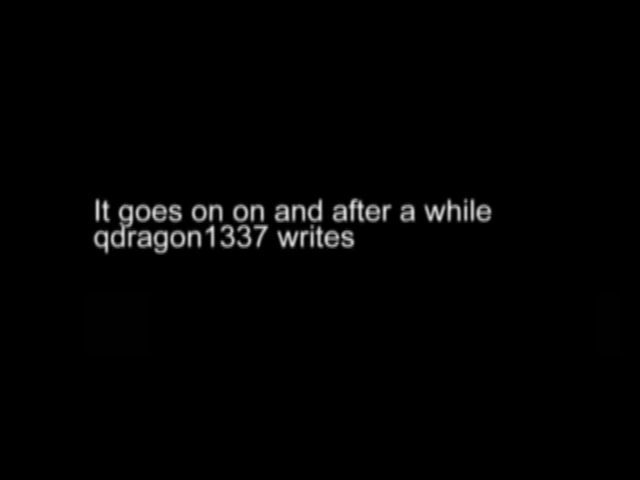 It goes on on and after a while
qdragon1337 writes